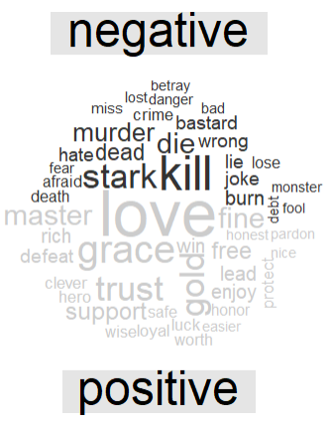 negative
betray
lost danger
miss crime bad
murder die bastard
hate dead wrong
fear stark kill lie lose
afraid joke monster
death burn debt fool
master love fine
rich grace win honest pardon
defeat gold free nice
clever trust lead protect
hero enjoy
support safe honor
wise loyal luck easier
worth
positive